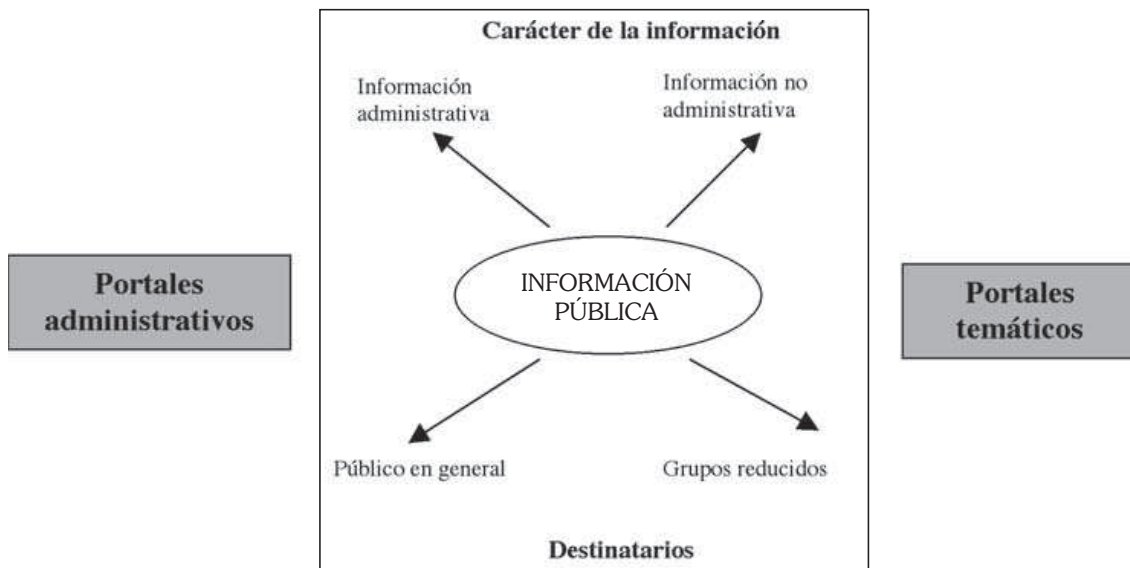 Carácter de la información
Información
administrativa
Información no
administrativa
Portales
administrativos
INFORMACIÓN
PÚBLICA
Portales
temáticos
Público en general
Grupos reducidos
Destinatarios